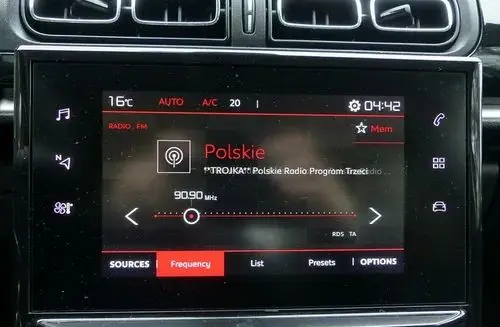 16°C AUTO A/C 20 04:42
RADIO , FM
Mem
Polskie
"TROJKA" Polskie Radio Program Trzeci
90.90 MHz
RDS TA
SOURCES Frequency List Presets OPTIONS
N